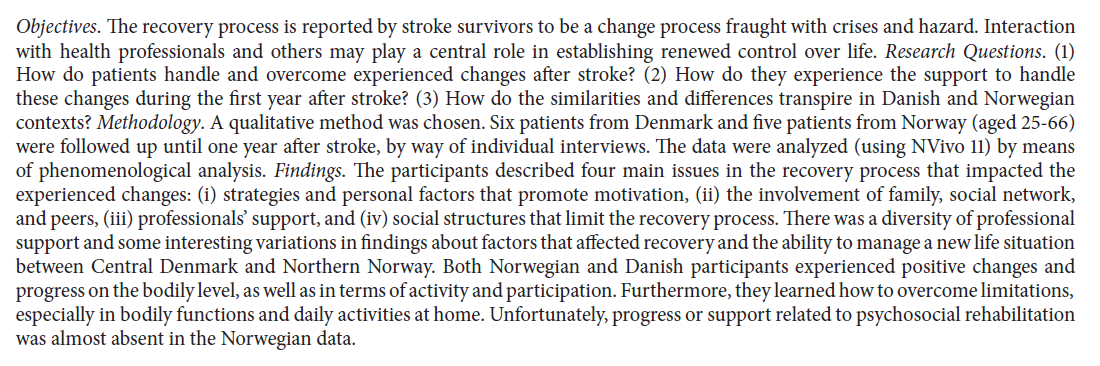 Objectives. The recovery process is reported by stroke survivors to be a change process fraught with crises and hazard. Interaction
with health professionals and others may play a central role in establishing renewed control over life. Research Questions. (1)
How do patients handle and overcome experienced changes after stroke? (2) How do they experience the support to handle
these changes during the first year after stroke? (3) How do the similarities and differences transpire in Danish and Norwegian
contexts? Methodology. A qualitative method was chosen. Six patients from Denmark and five patients from Norway (aged 25-66)
were followed up until one year after stroke, by way of individual interviews. The data were analyzed (using NVivo 11) by means
of phenomenological analysis. Findings. The participants described four main issues in the recovery process that impacted the
experienced changes: (i) strategies and personal factors that promote motivation, (ii) the involvement of family, social network,
and peers, (iii) professionals' support, and (iv) social structures that limit the recovery process. There was a diversity of professional
support and some interesting variations in findings about factors that affected recovery and the ability to manage a new life situation
between Central Denmark and Northern Norway. Both Norwegian and Danish participants experienced positive changes and
progress on the bodily level, as well as in terms of activity and participation. Furthermore, they learned how to overcome limitations,
especially in bodily functions and daily activities at home. Unfortunately, progress or support related to psychosocial rehabilitation
was almost absent in the Norwegian data.